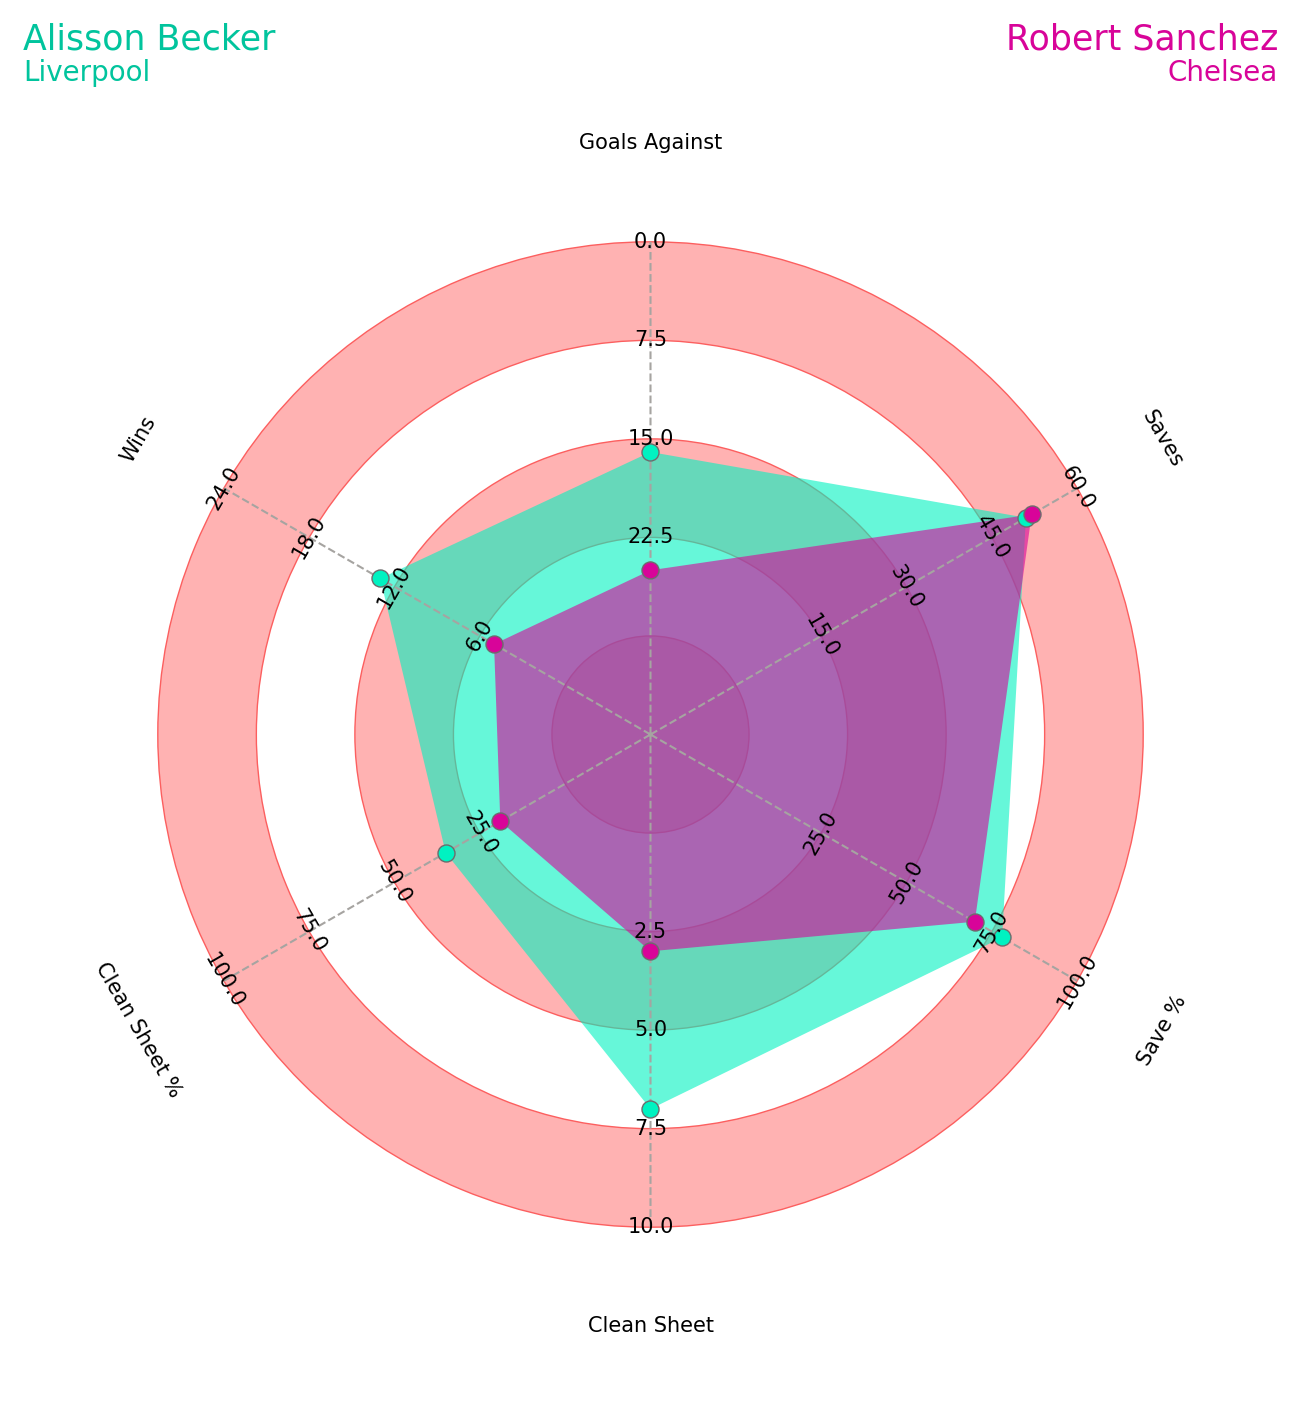 Alisson Becker
Liverpool
Robert Sanchez
Chelsea
Goals Against
0.0
7.5
15.0
22.5
Saves
60.0
45.0
30.0
15.0
Save %
25.0
50.0
75.0
100.0
Clean Sheet
2.5
5.0
7.5
10.0
Clean Sheet %
25.0
50.0
75.0
100.0
Wins
24.0
18.0
12.0
6.0